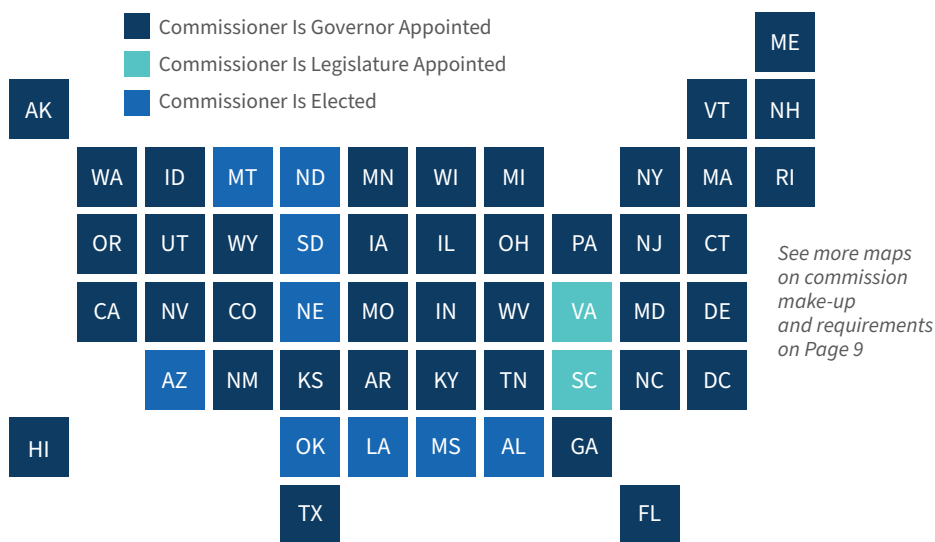 Commissioner Is Governor Appointed
Commissioner Is Legislature Appointed
Commissioner Is Elected
ME
AK
VT NH
WA ID MT ND MN WI MI NY MA RI
OR UT WY SD IA IL OH PA NJ CT
CA NV CO NE MO IN WV VA MD DE
AZ NM KS AR KY TN SC NC DC
HI OK LA MS AL GA
TX FL
See more maps
on commission
make-up
and requirements
on Page 9